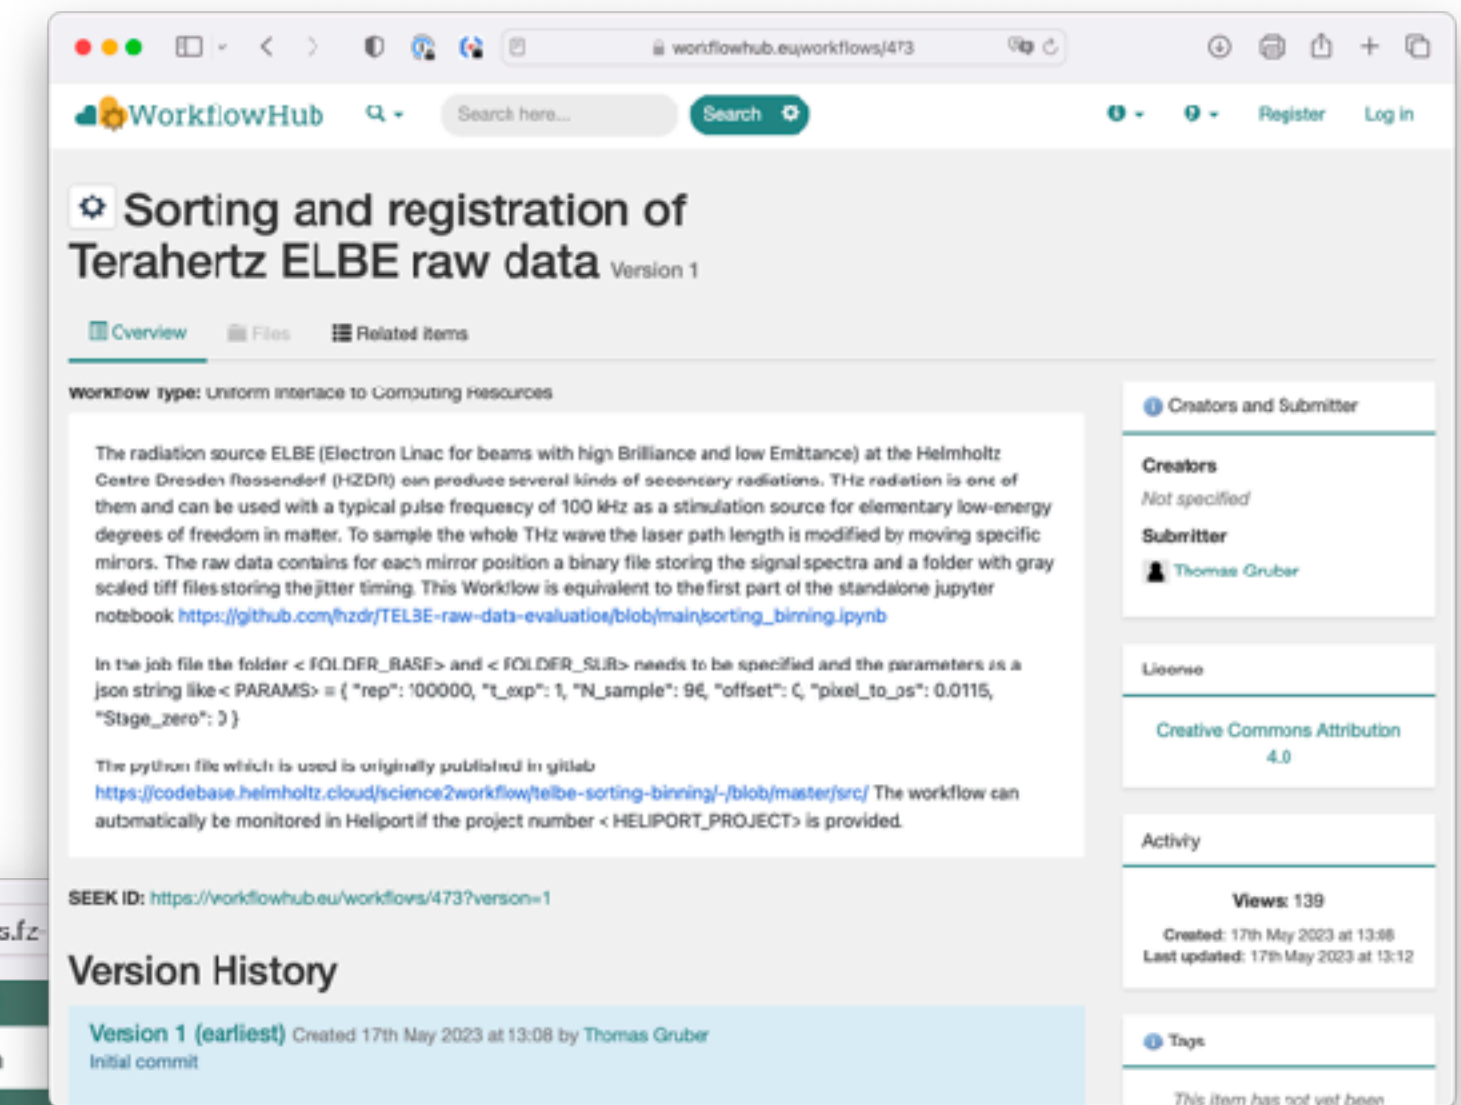 workflowhub.eu/workflows/473
WorkflowHub
Search here...
Search
Register
Log in
Sorting and registration of
Terahertz ELBE raw data Version 1
Overview
Files
Related items
Workflow Type: Uniform Interface to Computing Resources
The radiation source ELBE (Electron Linac for beams with high Brilliance and low Emittance) at the Helmholtz
Centre Dresden Rossendorf (HZDR) can produce several kinds of secondary radiations. THz radiation is one of
them and can be used with a typical pulse frequency of 100 kHz as a stimulation source for elementary low-energy
degrees of freedom in matter. To sample the whole THz wave the laser path length is modified by moving specific
mirrors. The raw data contains for each mirror position a binary file storing the signal spectra and a folder with gray
scaled tiff files storing the jitter timing. This Workflow is equivalent to the first part of the standalone jupyter
notebook https://github.com/hzdr/TELBE-raw-data-evaluation/blob/main/sorting_binning.ipynb
In the job file the folder < FOLDER_BASE> and < FOLDER_SUB> needs to be specified and the parameters as a
json string like < PARAMS> = { "rep": 100000, "t_exp": 1, "N_sample": 96, "offset": 0, "pixel_to_ps": 0.0115,
"Stage_zero": 0 }
The python file which is used is originally published in gitlab
https://codebase.helmholtz.cloud/science2workflow/telbe-sorting-binning/-/blob/master/src/ The workflow can
automatically be monitored in Heliport if the project number < HELIPORT_PROJECT> is provided.
SEEK ID: https://workflowhub.eu/workflows/473?version=1
Version History
Version 1 (earliest) Created 17th May 2023 at 13:08 by Thomas Gruber
Initial commit
Creators and Submitter
Creators
Not specified
Submitter
Thomas Gruber
License
Creative Commons Attribution
4.0
Activity
Views: 139
Created: 17th May 2023 at 13:08
Last updated: 17th May 2023 at 13:12
Tags
This item has not yet been
s.fz-